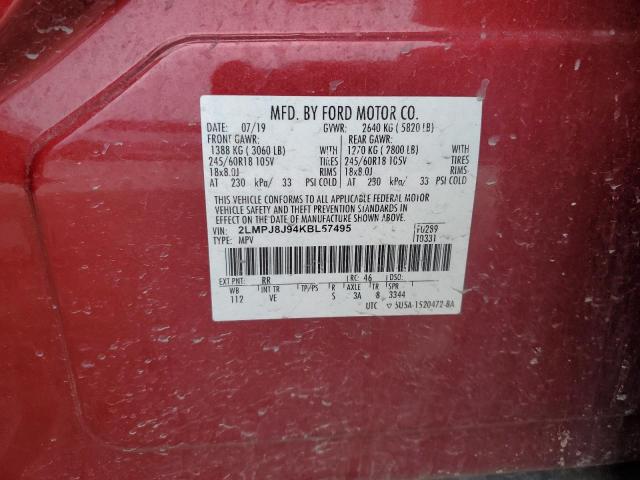 MFD. BY FORD MOTOR CO.
DATE: 07/19 GVWR: 2640 KG ( 5820 LB)
FRONT GAWR: REAR GAWR:
1388 KG ( 3060 LB) WITH 1270 KG ( 2800 LB) WITH
245/60R18 105V TIRES 245/60R18 105V TIRES
18x8.0J RIMS 18x8.0J RIMS
AT 230 kPa/ 33 PSI COLD AT 230 kPa/ 33 PSI COLD
THIS VEHICLE CONFORMS TO ALL APPLICABLE FEDERAL MOTOR
VEHICLE SAFETY AND THEFT PREVENTION STANDARDS IN
EFFECT ON THE DATE OF MANUFACTURE SHOWN ABOVE.
VIN: 2LMPJ8J94KBL57495 F0239
TYPE: MPV T0331
EXT PNT: RR RC: 46 DSO:
WB INT TR TP/PS R AXLE TR SPR
112 VE S 3A 8 3344
UTC 5U5A-1520472-BA